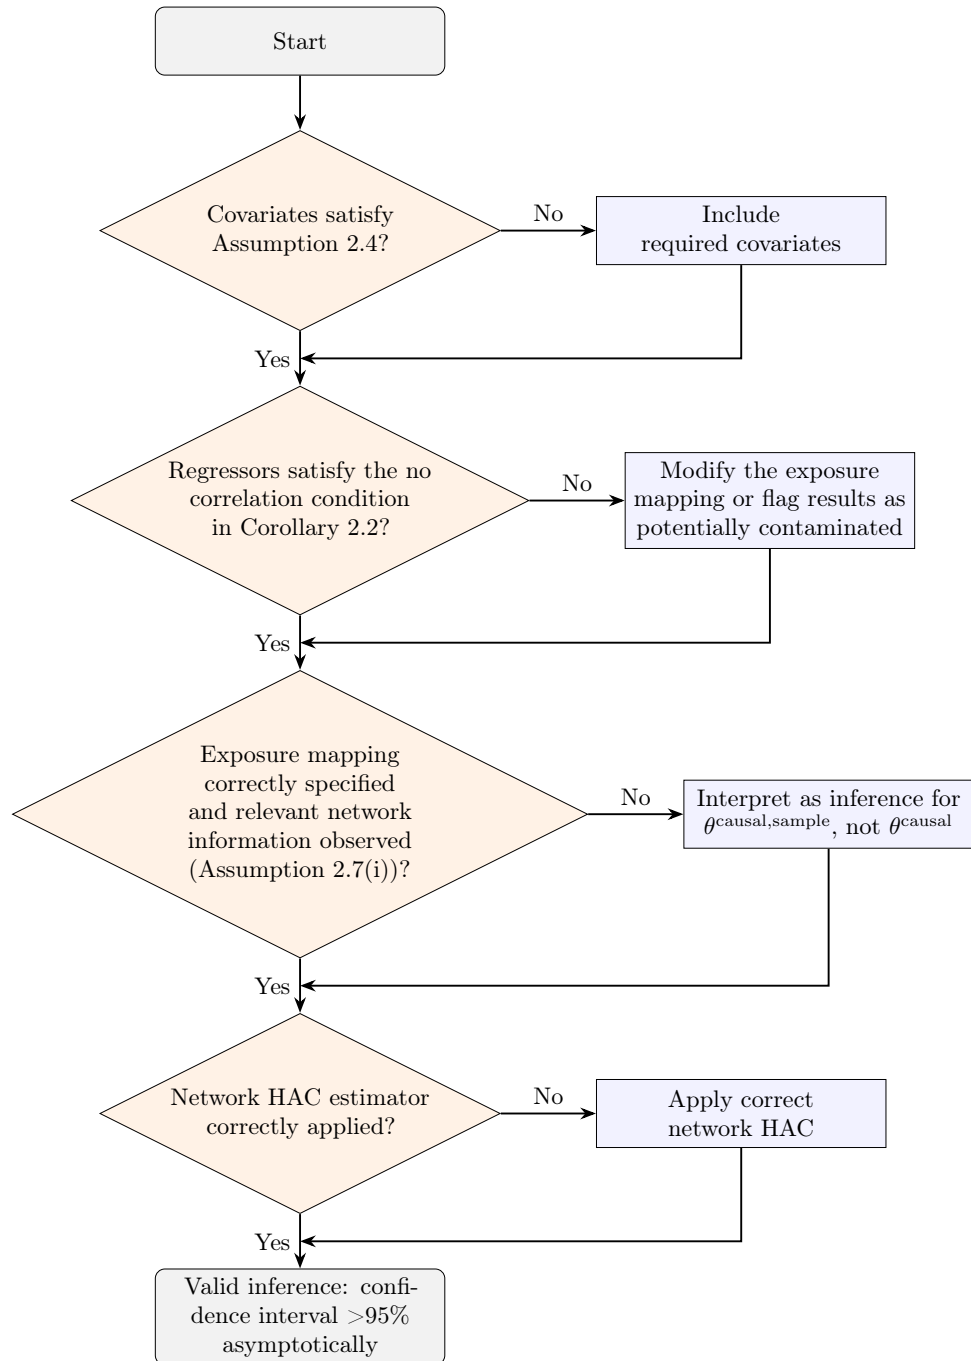 Start
Covariates satisfy
Assumption 2.4?
No
Include
required covariates
Yes
Regressors satisfy the no
correlation condition
in Corollary 2.2?
No
Modify the exposure
mapping or flag results as
potentially contaminated
Yes
Exposure mapping
correctly specified
and relevant network
information observed
(Assumption 2.7(i))?
No
Interpret as inference for
θ^causal,sample, not θ^causal
Yes
Network HAC estimator
correctly applied?
No
Apply correct
network HAC
Yes
Valid inference: confi-
dence interval >95%
asymptotically